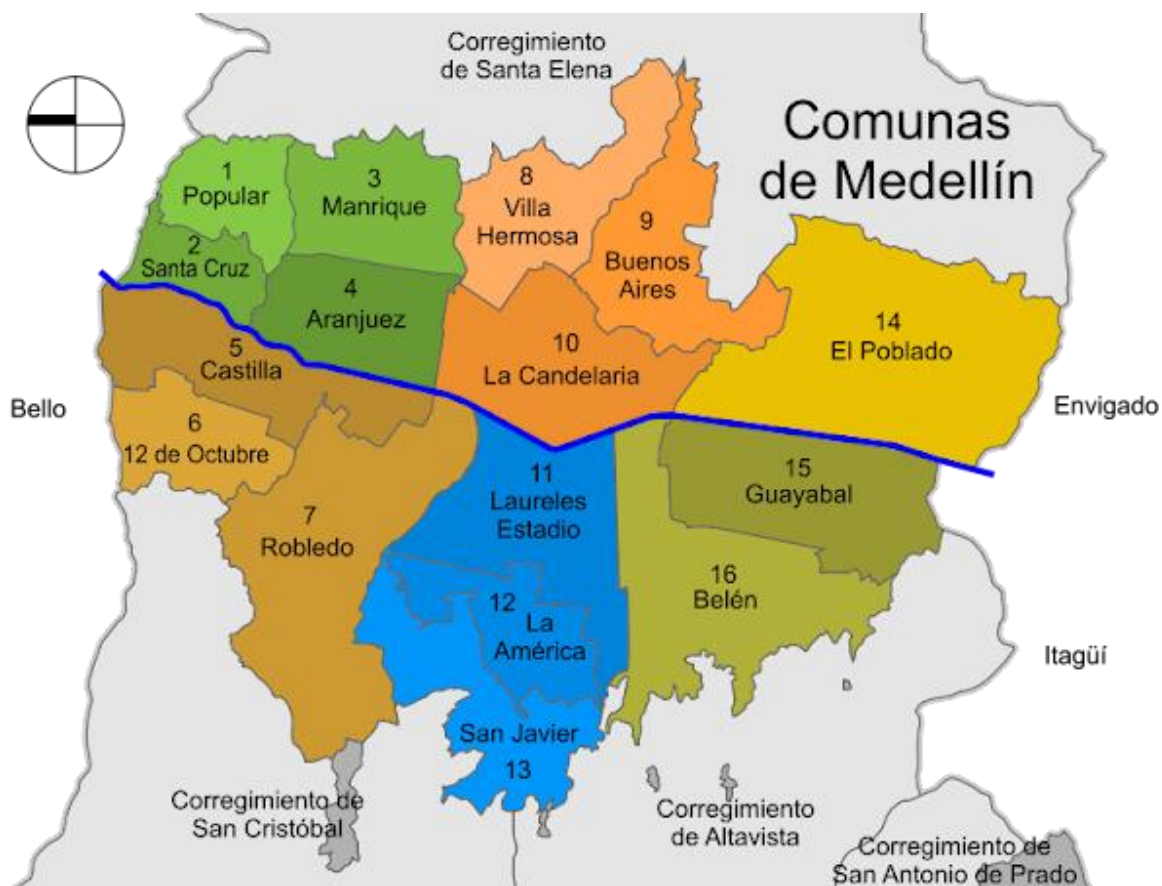 Corregimiento
de Santa Elena
Comunas
de Medellín
1
Popular
3
Manrique
8
Villa
Hermosa
9
Buenos
Aires
2
Santa Cruz
4
Aranjuez
10
La Candelaria
14
El Poblado
5
Castilla
Bello
Envigado
6
12 de Octubre
11
Laureles
Estadio
15
Guayabal
7
Robledo
16
Belén
12
La
América
Itagüí
San Javier
13
Corregimiento de
San Cristóbal
Corregimiento
de Altavista
Corregimiento de
San Antonio de Prado